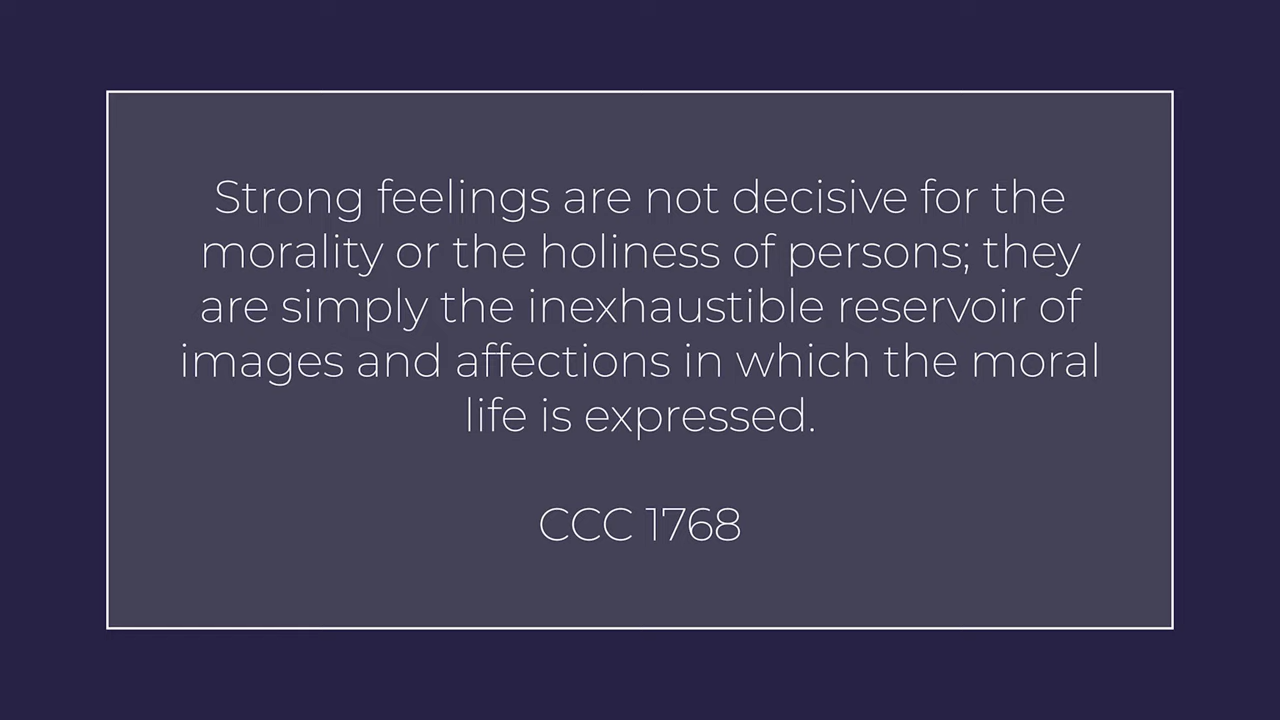 Strong feelings are not decisive for the
morality or the holiness of persons; they
are simply the inexhaustible reservoir of
images and affections in which the moral
life is expressed.
CCC 1768